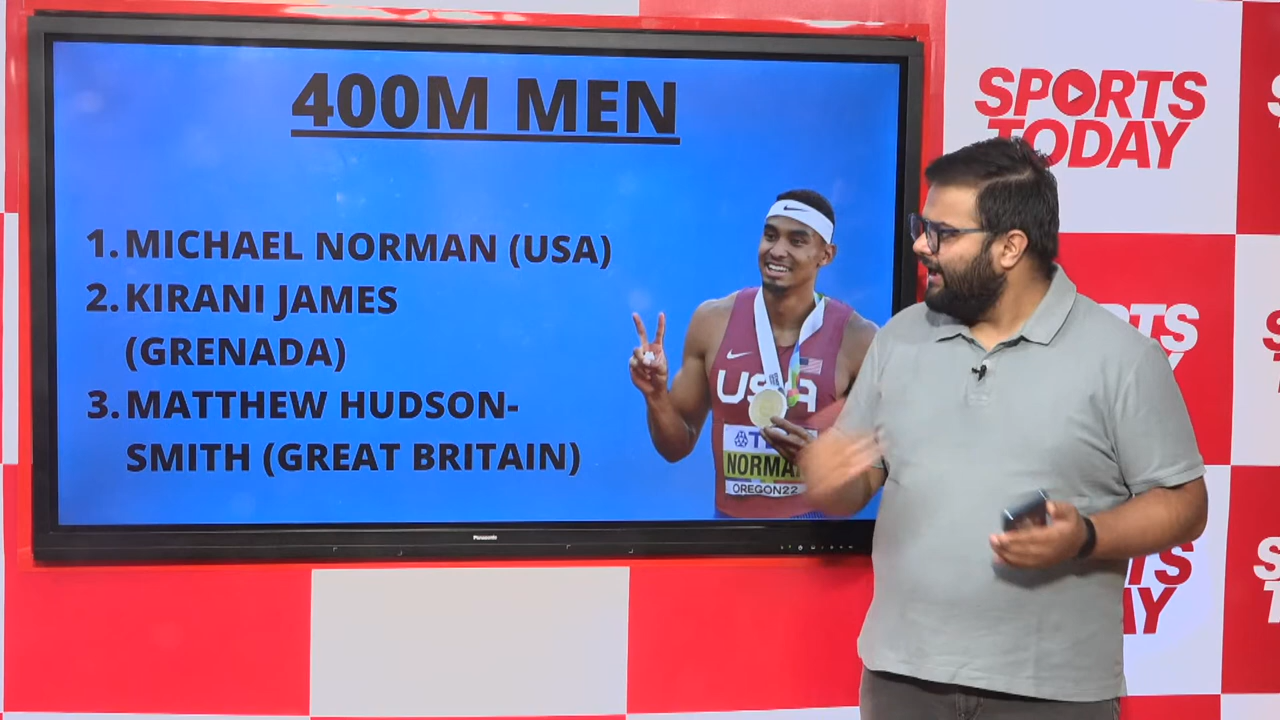 400M MEN
1. MICHAEL NORMAN (USA)
2. KIRANI JAMES
(GRENADA)
3. MATTHEW HUDSON-
SMITH (GREAT BRITAIN)
USA
NORMAN
OREGON22
Panasonic
SPORTS
TODAY